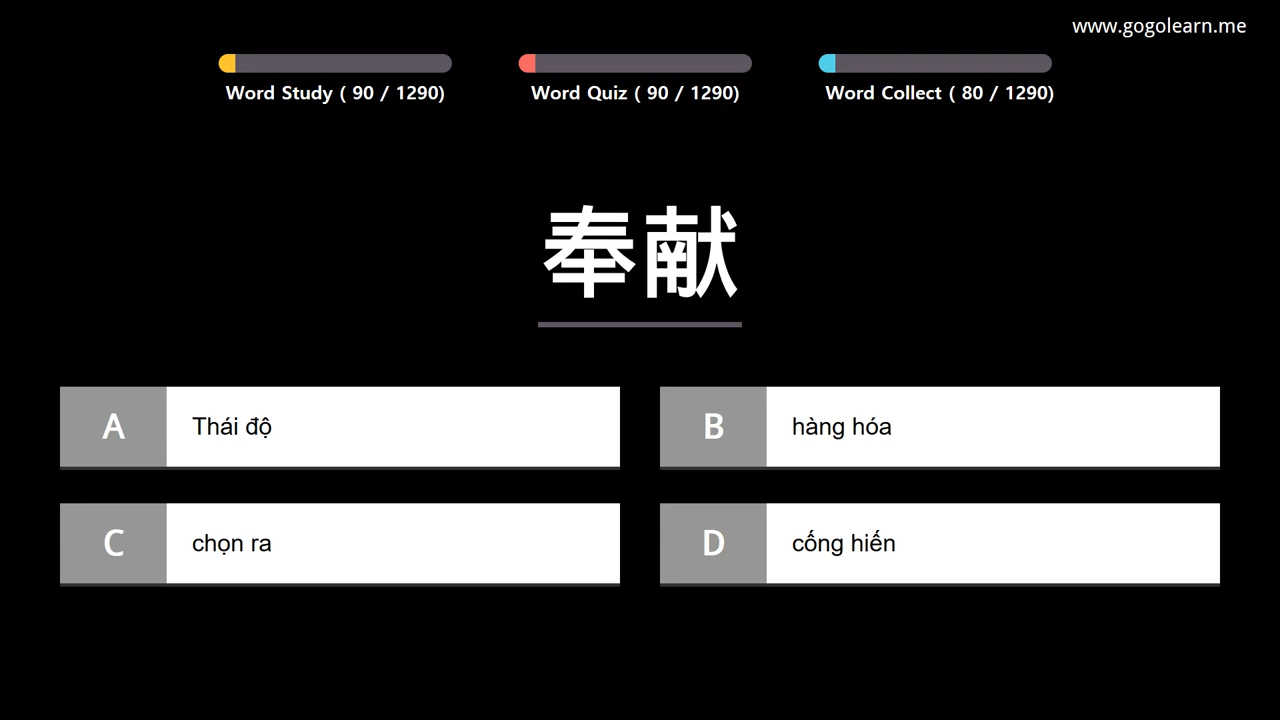 www.gogolearn.me
Word Study ( 90 / 1290)
Word Quiz ( 90 / 1290)
Word Collect ( 80 / 1290)
奉献
A Thái độ
B hàng hóa
C chọn ra
D cống hiến